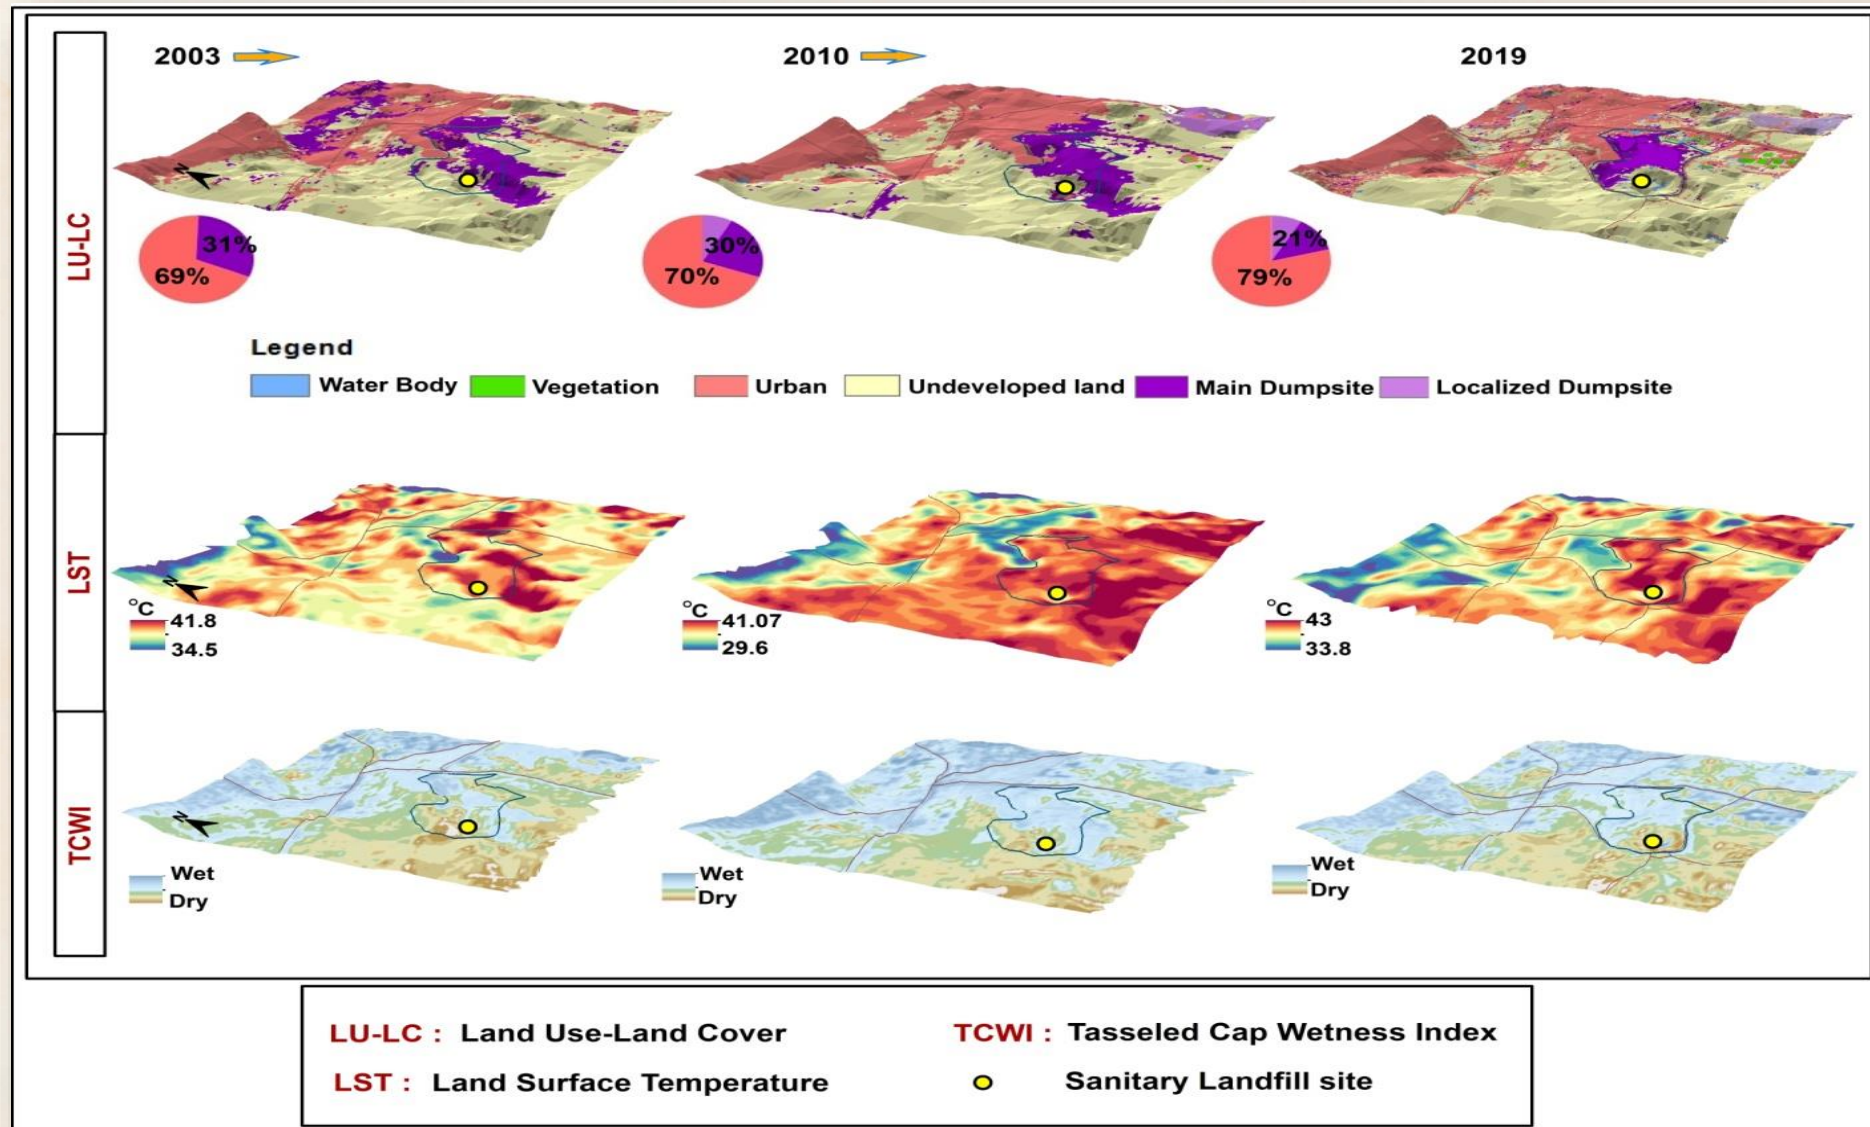 2003
2010
2019
LU-LC
N
31%
69%
30%
70%
21%
79%
Legend
Water Body
Vegetation
Urban
Undeveloped land
Main Dumpsite
Localized Dumpsite
LST
N
°C
41.8
34.5
°C
41.07
29.6
°C
43
33.8
TCWI
N
Wet
Dry
Wet
Dry
Wet
Dry
LU-LC : Land Use-Land Cover
TCWI : Tasseled Cap Wetness Index
LST : Land Surface Temperature
Sanitary Landfill site